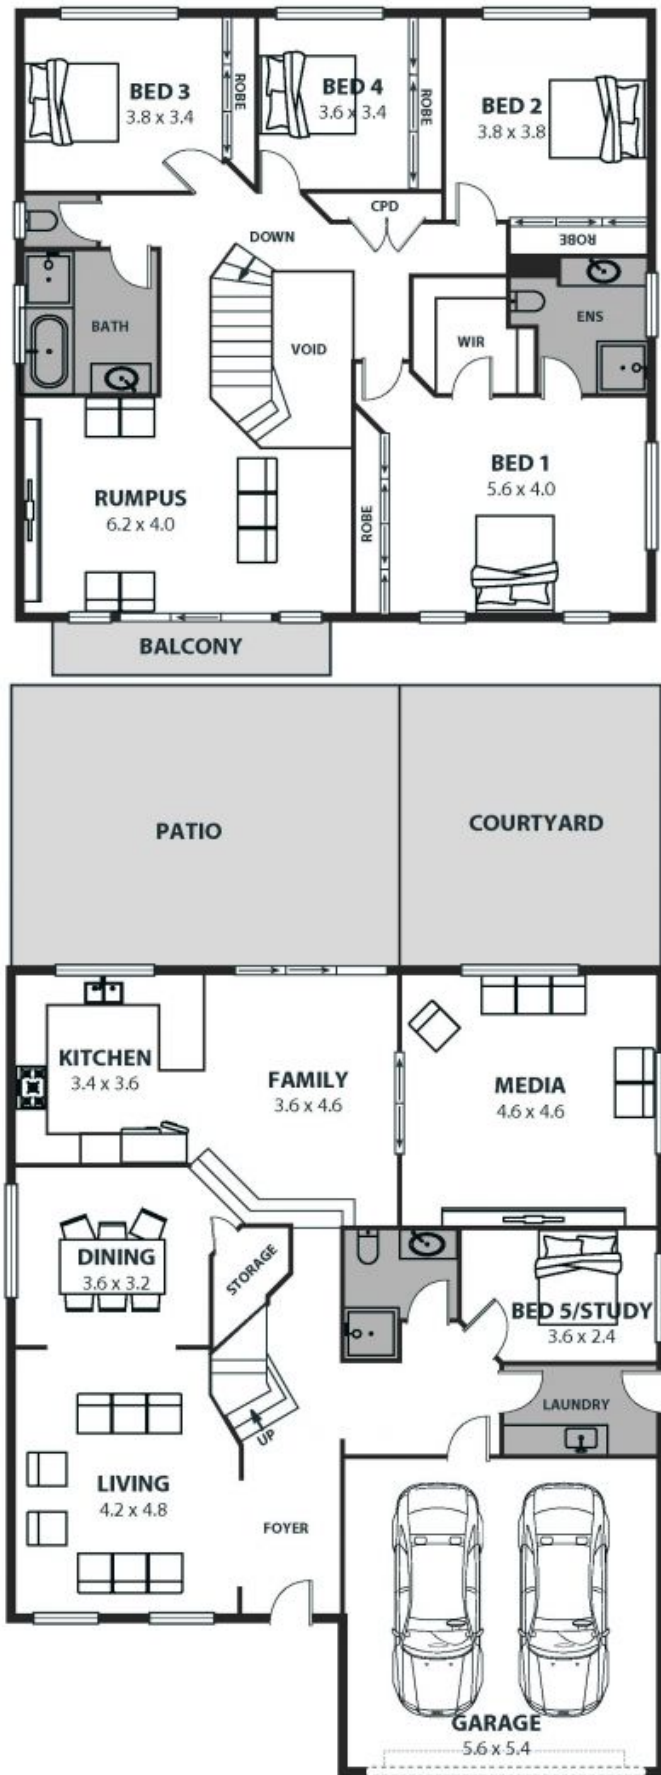 BED 3
3.8 x 3.4
ROBE
BED 4
3.6 x 3.4
ROBE
BED 2
3.8 x 3.8
ROBE
CPD
DOWN
BATH
VOID
WIR
ENS
RUMPUS
6.2 x 4.0
ROBE
BED 1
5.6 x 4.0
BALCONY
PATIO
COURTYARD
KITCHEN
3.4 x 3.6
FAMILY
3.6 x 4.6
MEDIA
4.6 x 4.6
DINING
3.6 x 3.2
STORAGE
BED 5/STUDY
3.6 x 2.4
UP
LAUNDRY
LIVING
4.2 x 4.8
FOYER
GARAGE
5.6 x 5.4